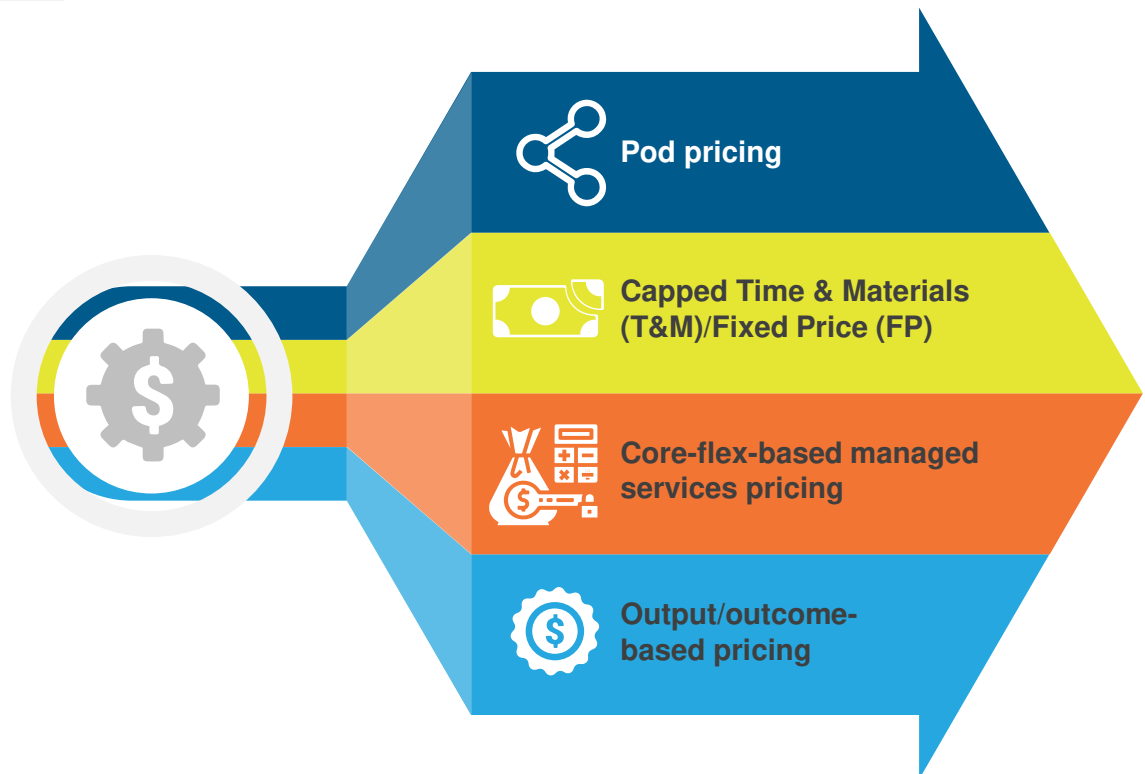 Pod pricing
Capped Time & Materials
(T&M)/Fixed Price (FP)
Core-flex-based managed
services pricing
Output/outcome-
based pricing